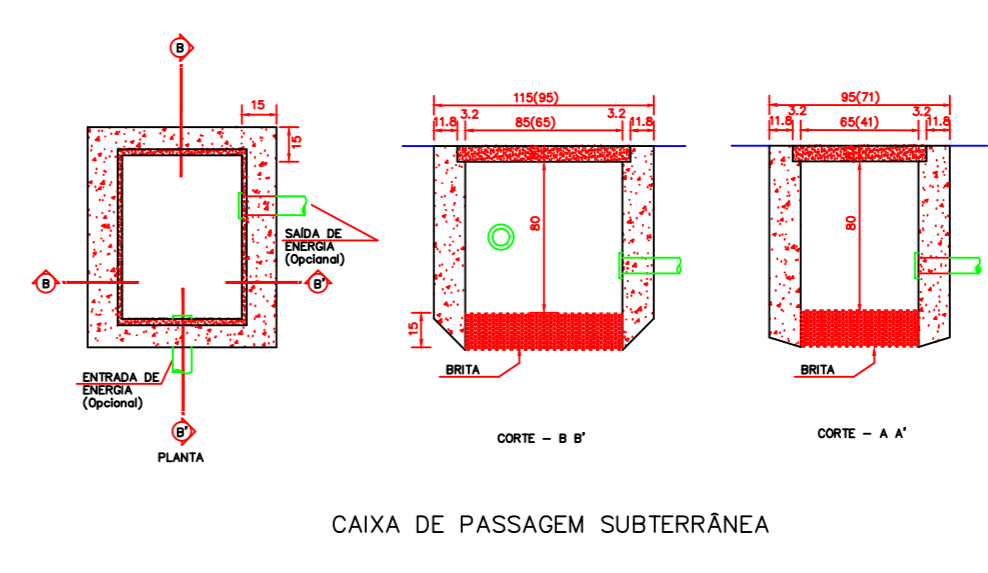 B
15
15
SAÍDA DE
ENERGIA
(Opcianal)
B
B'
ENTRADA DE
ENERGIA
(Opcional)
B'
PLANTA
115(95)
11.8
3.2
85(65)
3.2
11.8
80
15
BRITA
CORTE - B B'
95(71)
11.8
3.2
65(41)
3.2
11.8
80
BRITA
CORTE - A A'
CAIXA DE PASSAGEM SUBTERRÂNEA